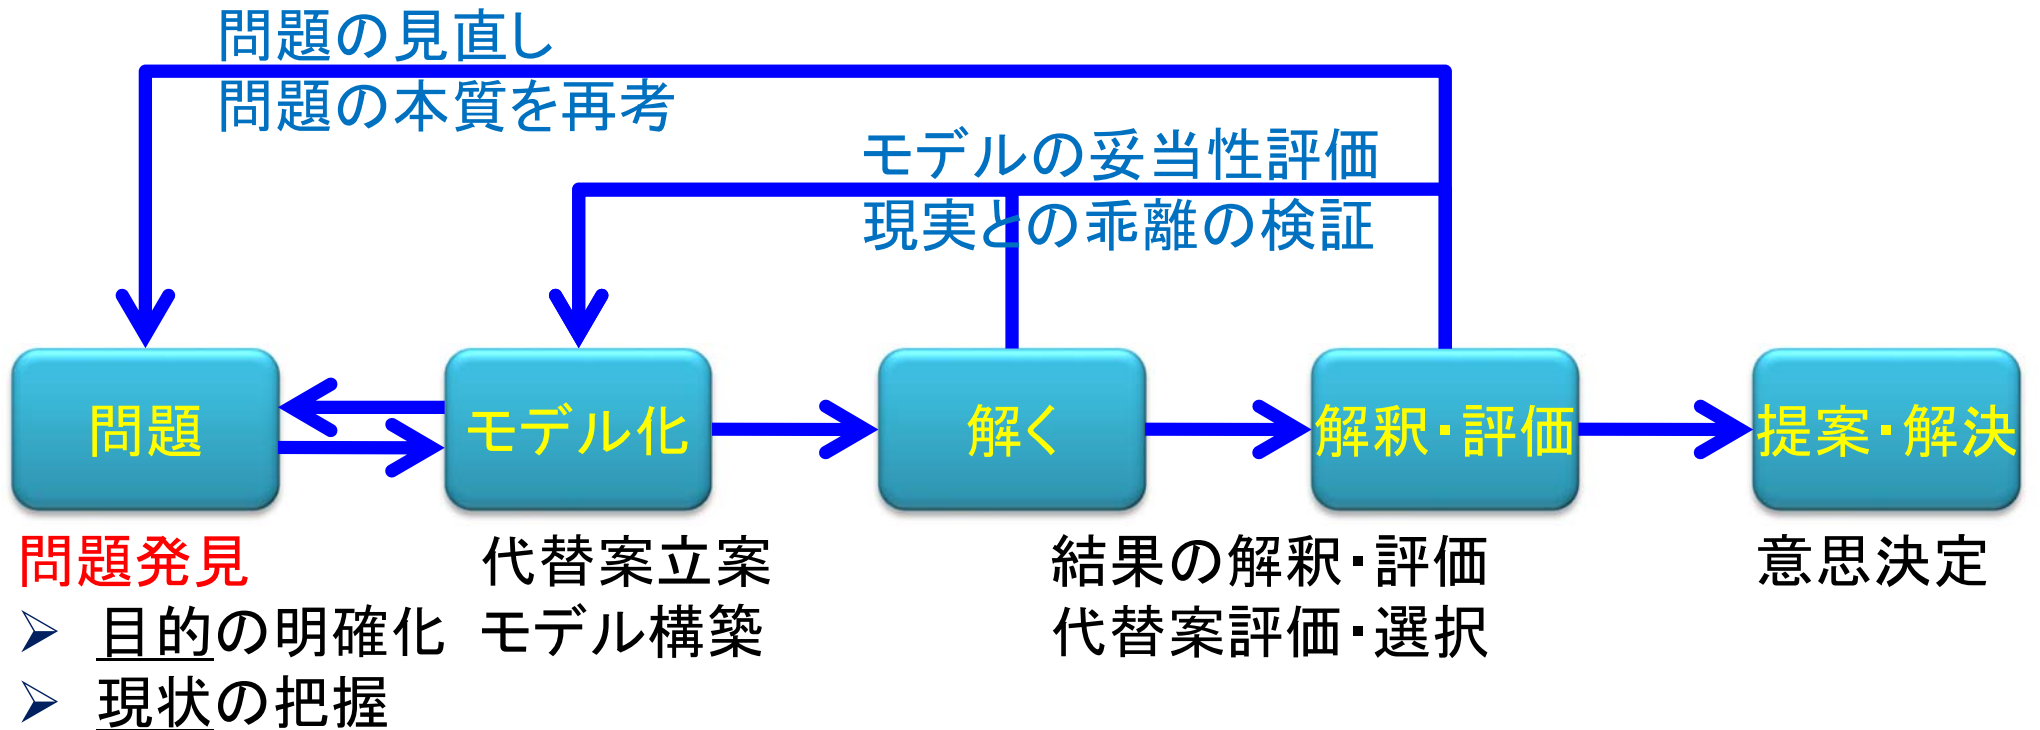 問題の見直し
問題の本質を再考
モデルの妥当性評価
現実との乖離の検証
問題
モデル化
解く
解釈・評価
提案・解決
問題発見
➢ 目的の明確化
➢ 現状の把握
代替案立案
モデル構築
結果の解釈・評価
代替案評価・選択
意思決定